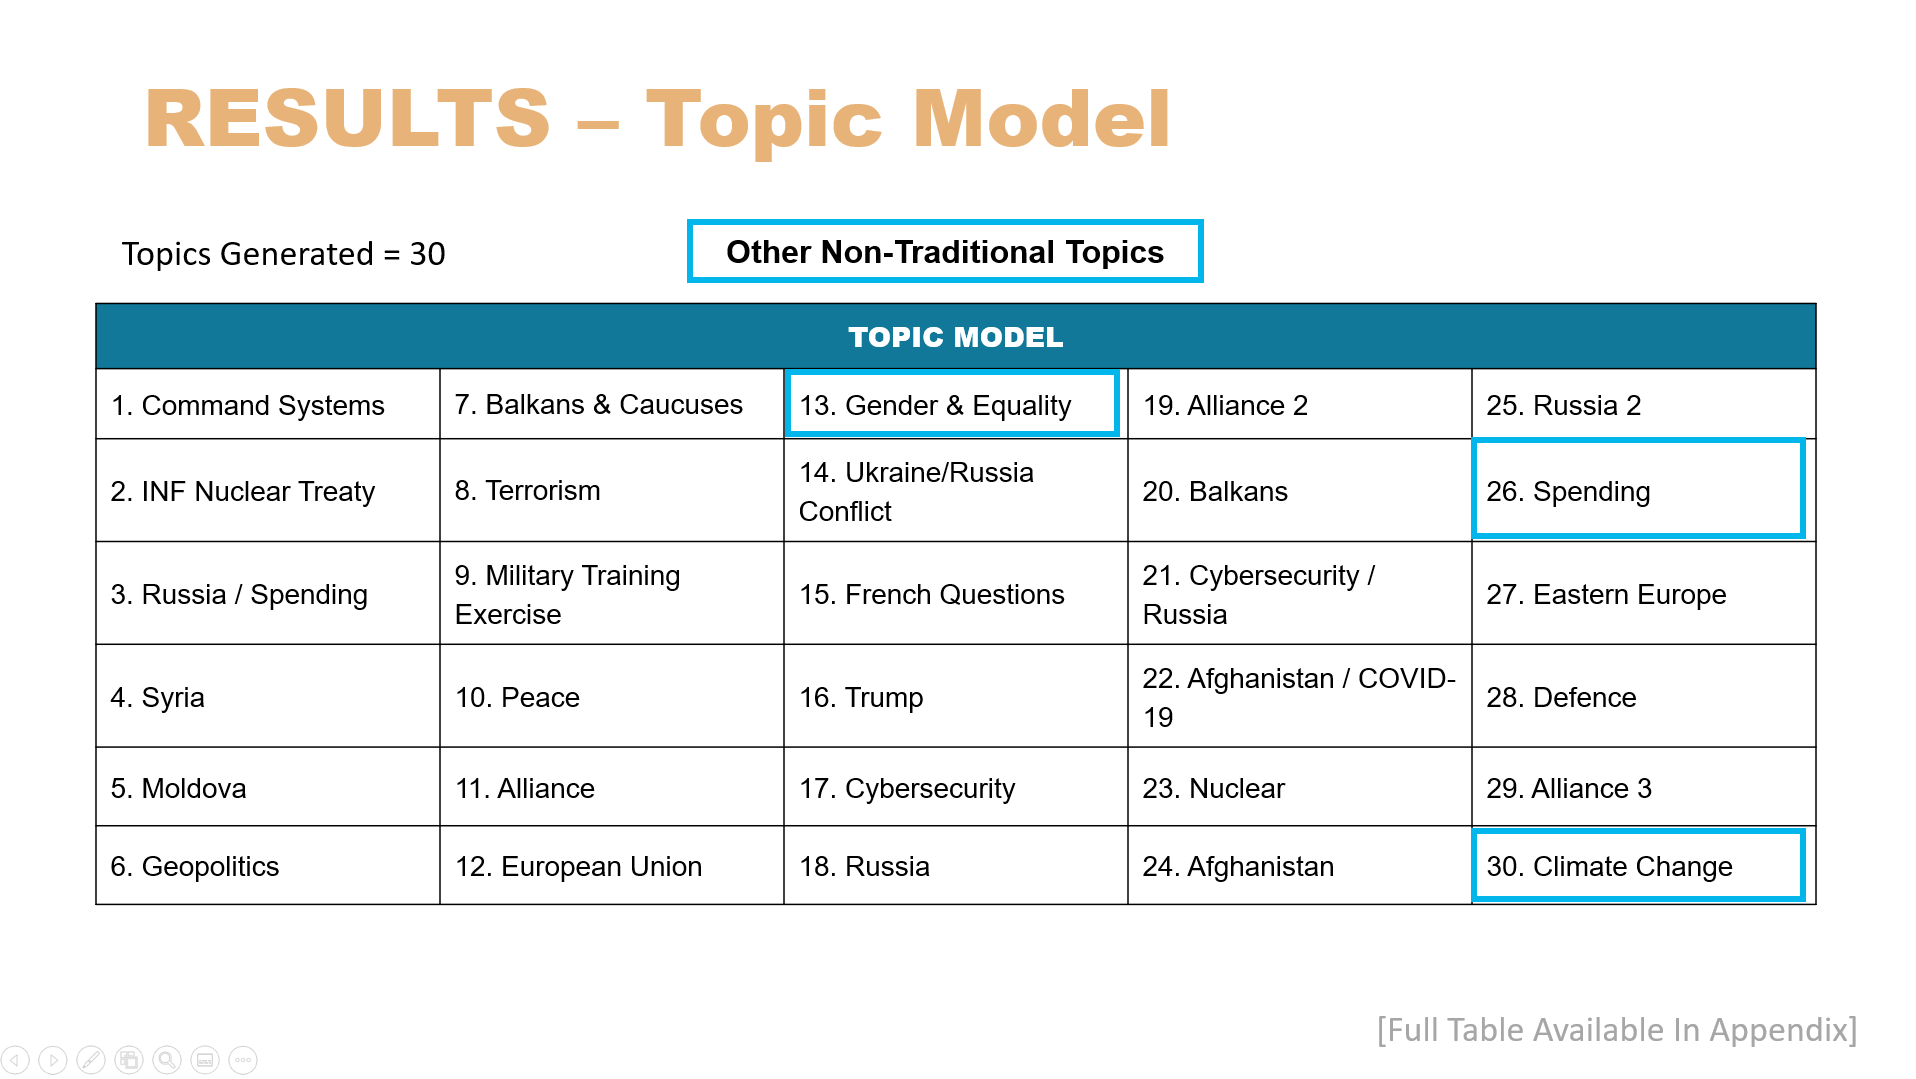 RESULTS – Topic Model
Topics Generated = 30
Other Non-Traditional Topics
TOPIC MODEL
1. Command Systems
7. Balkans & Caucuses
13. Gender & Equality
19. Alliance 2
25. Russia 2
2. INF Nuclear Treaty
8. Terrorism
14. Ukraine/Russia
Conflict
20. Balkans
26. Spending
3. Russia / Spending
9. Military Training
Exercise
15. French Questions
21. Cybersecurity /
Russia
27. Eastern Europe
4. Syria
10. Peace
16. Trump
22. Afghanistan / COVID-
19
28. Defence
5. Moldova
11. Alliance
17. Cybersecurity
23. Nuclear
29. Alliance 3
6. Geopolitics
12. European Union
18. Russia
24. Afghanistan
30. Climate Change
[Full Table Available In Appendix]